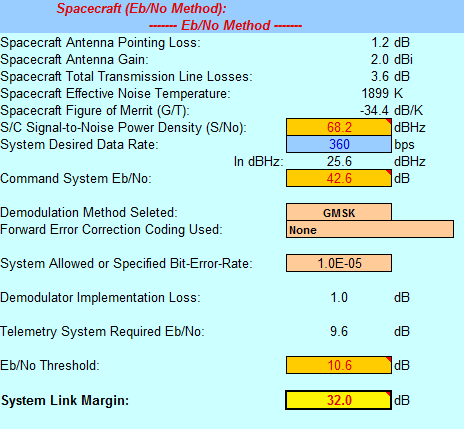 Spacecraft (Eb/No Method):
------- Eb/No Method -------
Spacecraft Antenna Pointing Loss: 1.2 dB
Spacecraft Antenna Gain: 2.0 dBi
Spacecraft Total Transmission Line Losses: 3.6 dB
Spacecraft Effective Noise Temperature: 1899 K
Spacecraft Figure of Merrit (G/T): -34.4 dB/K
S/C Signal-to-Noise Power Density (S/No): 68.2 dBHz
System Desired Data Rate: 360 bps
In dBHz: 25.6 dBHz
Command System Eb/No: 42.6 dB
Demodulation Method Seleted: GMSK
Forward Error Correction Coding Used: None
System Allowed or Specified Bit-Error-Rate: 1.0E-05
Demodulator Implementation Loss: 1.0 dB
Telemetry System Required Eb/No: 9.6 dB
Eb/No Threshold: 10.6 dB
System Link Margin: 32.0 dB